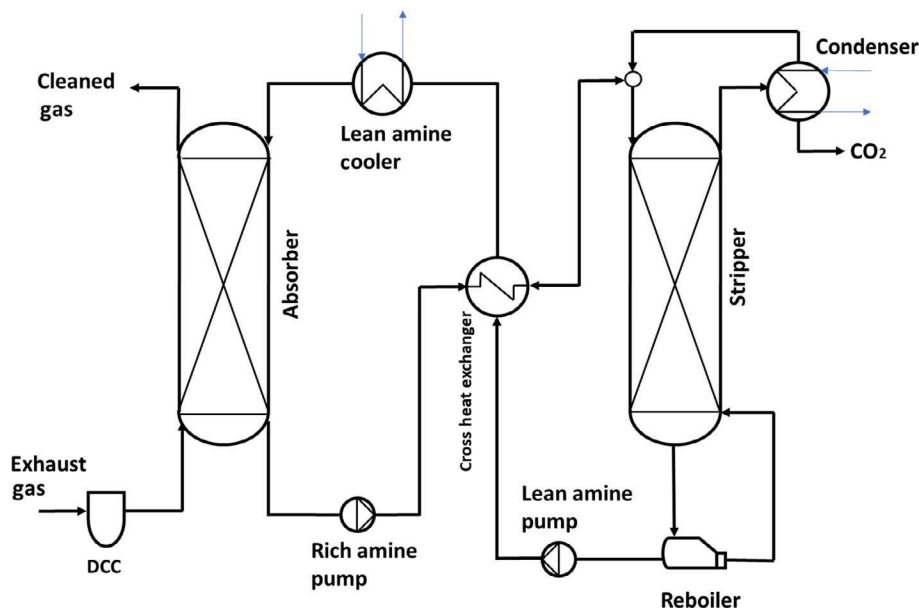 Cleaned
gas
Lean amine
cooler
Condenser
CO₂
Absorber
Cross heat exchanger
Stripper
Exhaust
gas
DCC
Rich amine
pump
Lean amine
pump
Reboiler